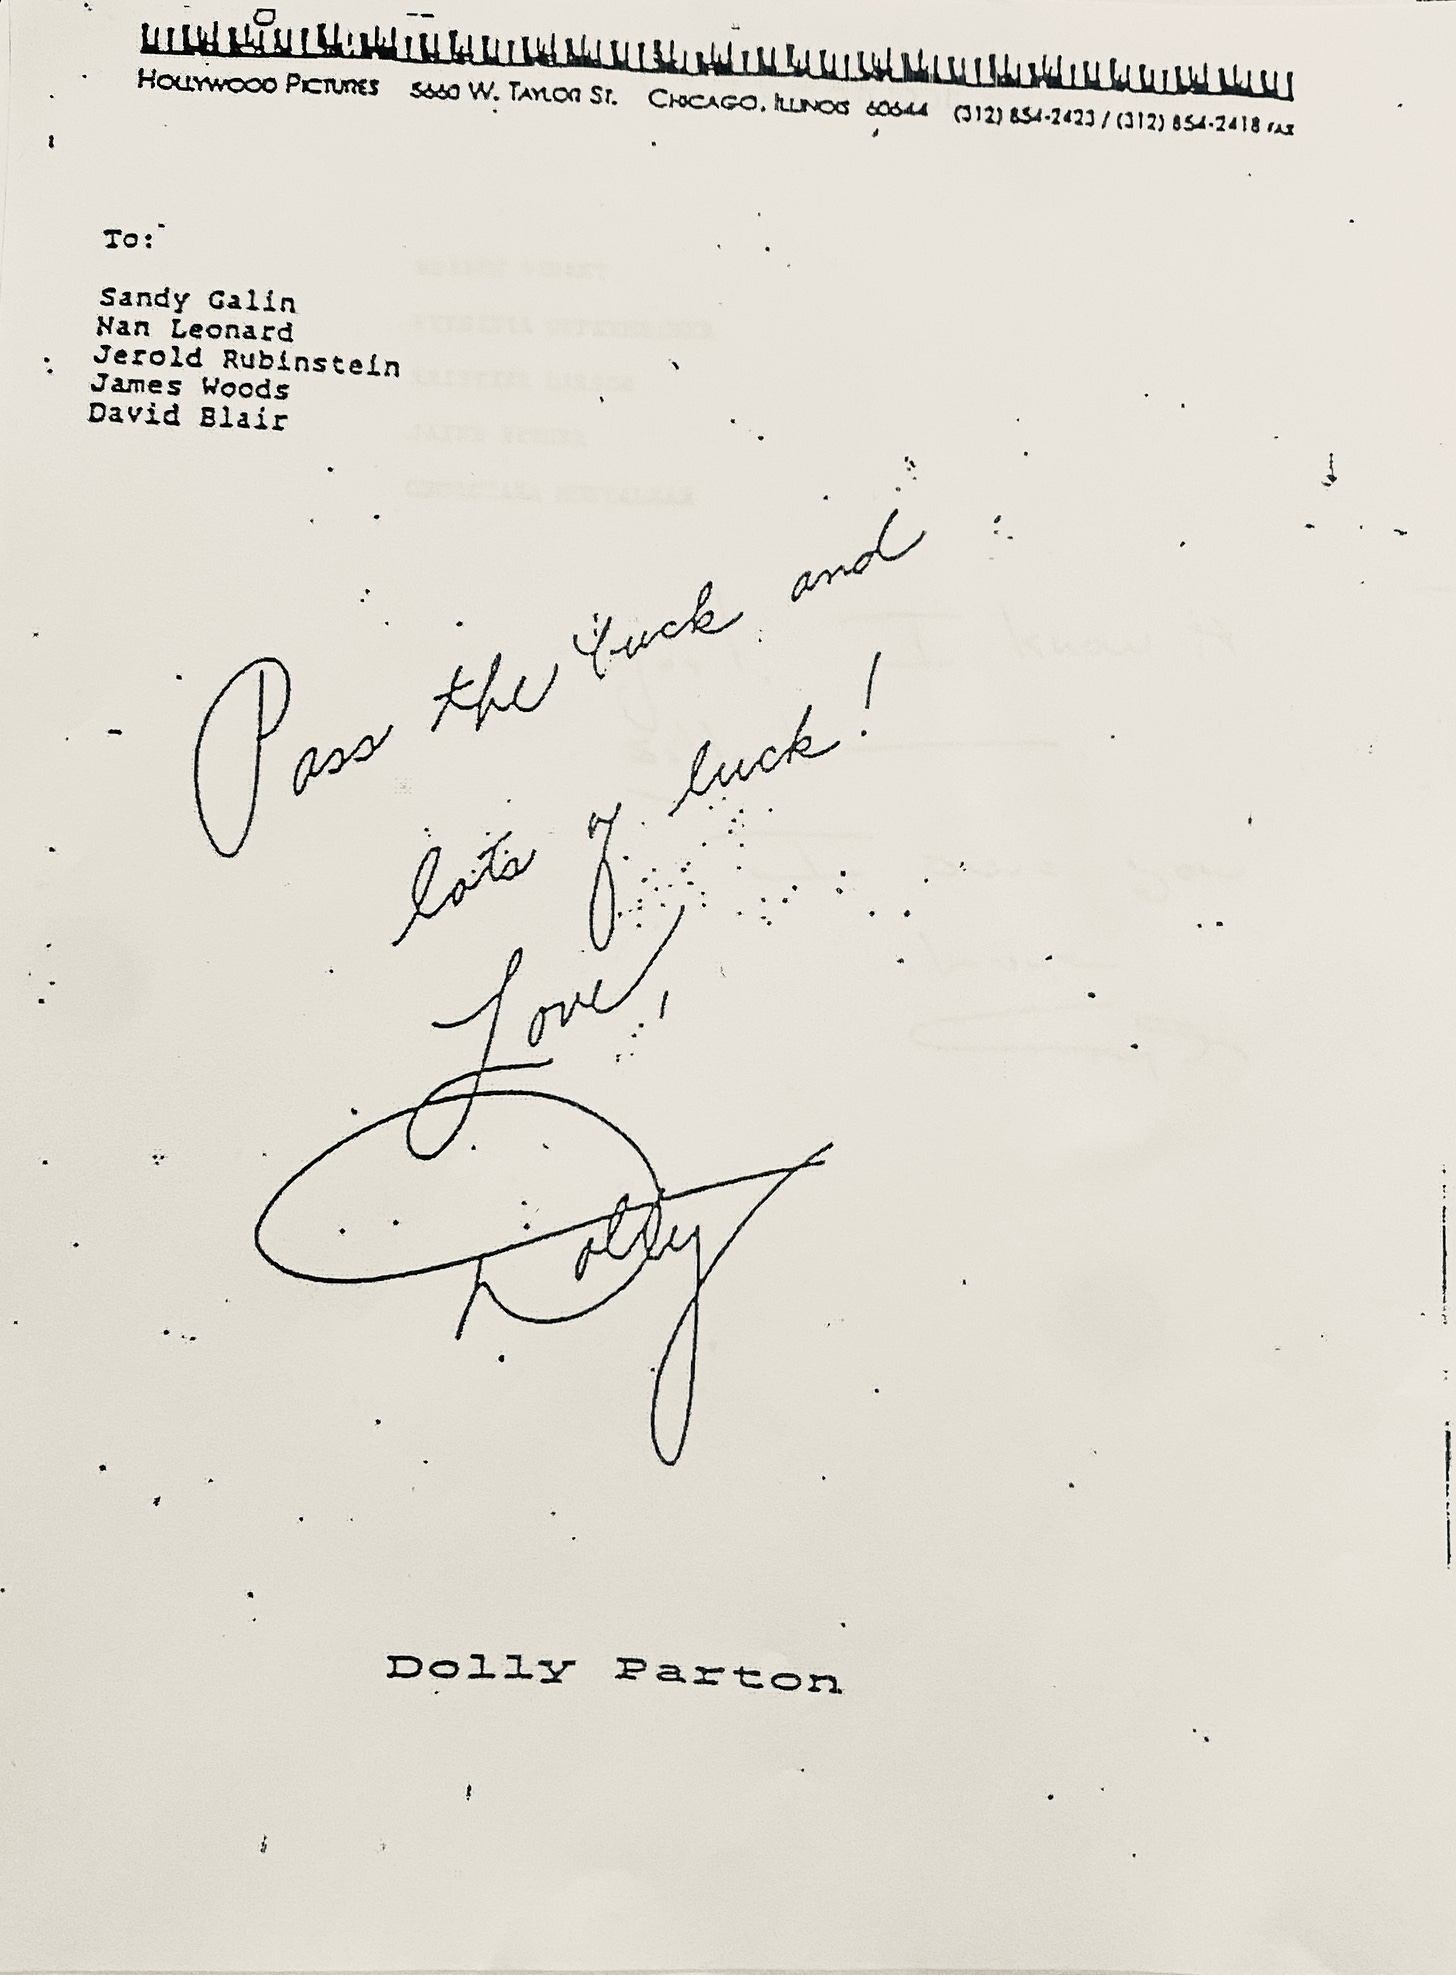 HOLLYWOOD PICTURES 5660 W. TAYLOR ST. CHICAGO, ILLINOIS 60644 (312) 854-2423 / (312) 854-2418 FAX
To:
Sandy Galin
Nan Leonard
Jerold Rubinstein
James Woods
David Blair
Pass the and
lots of luck!
Love,
Dolly
Dolly Parton